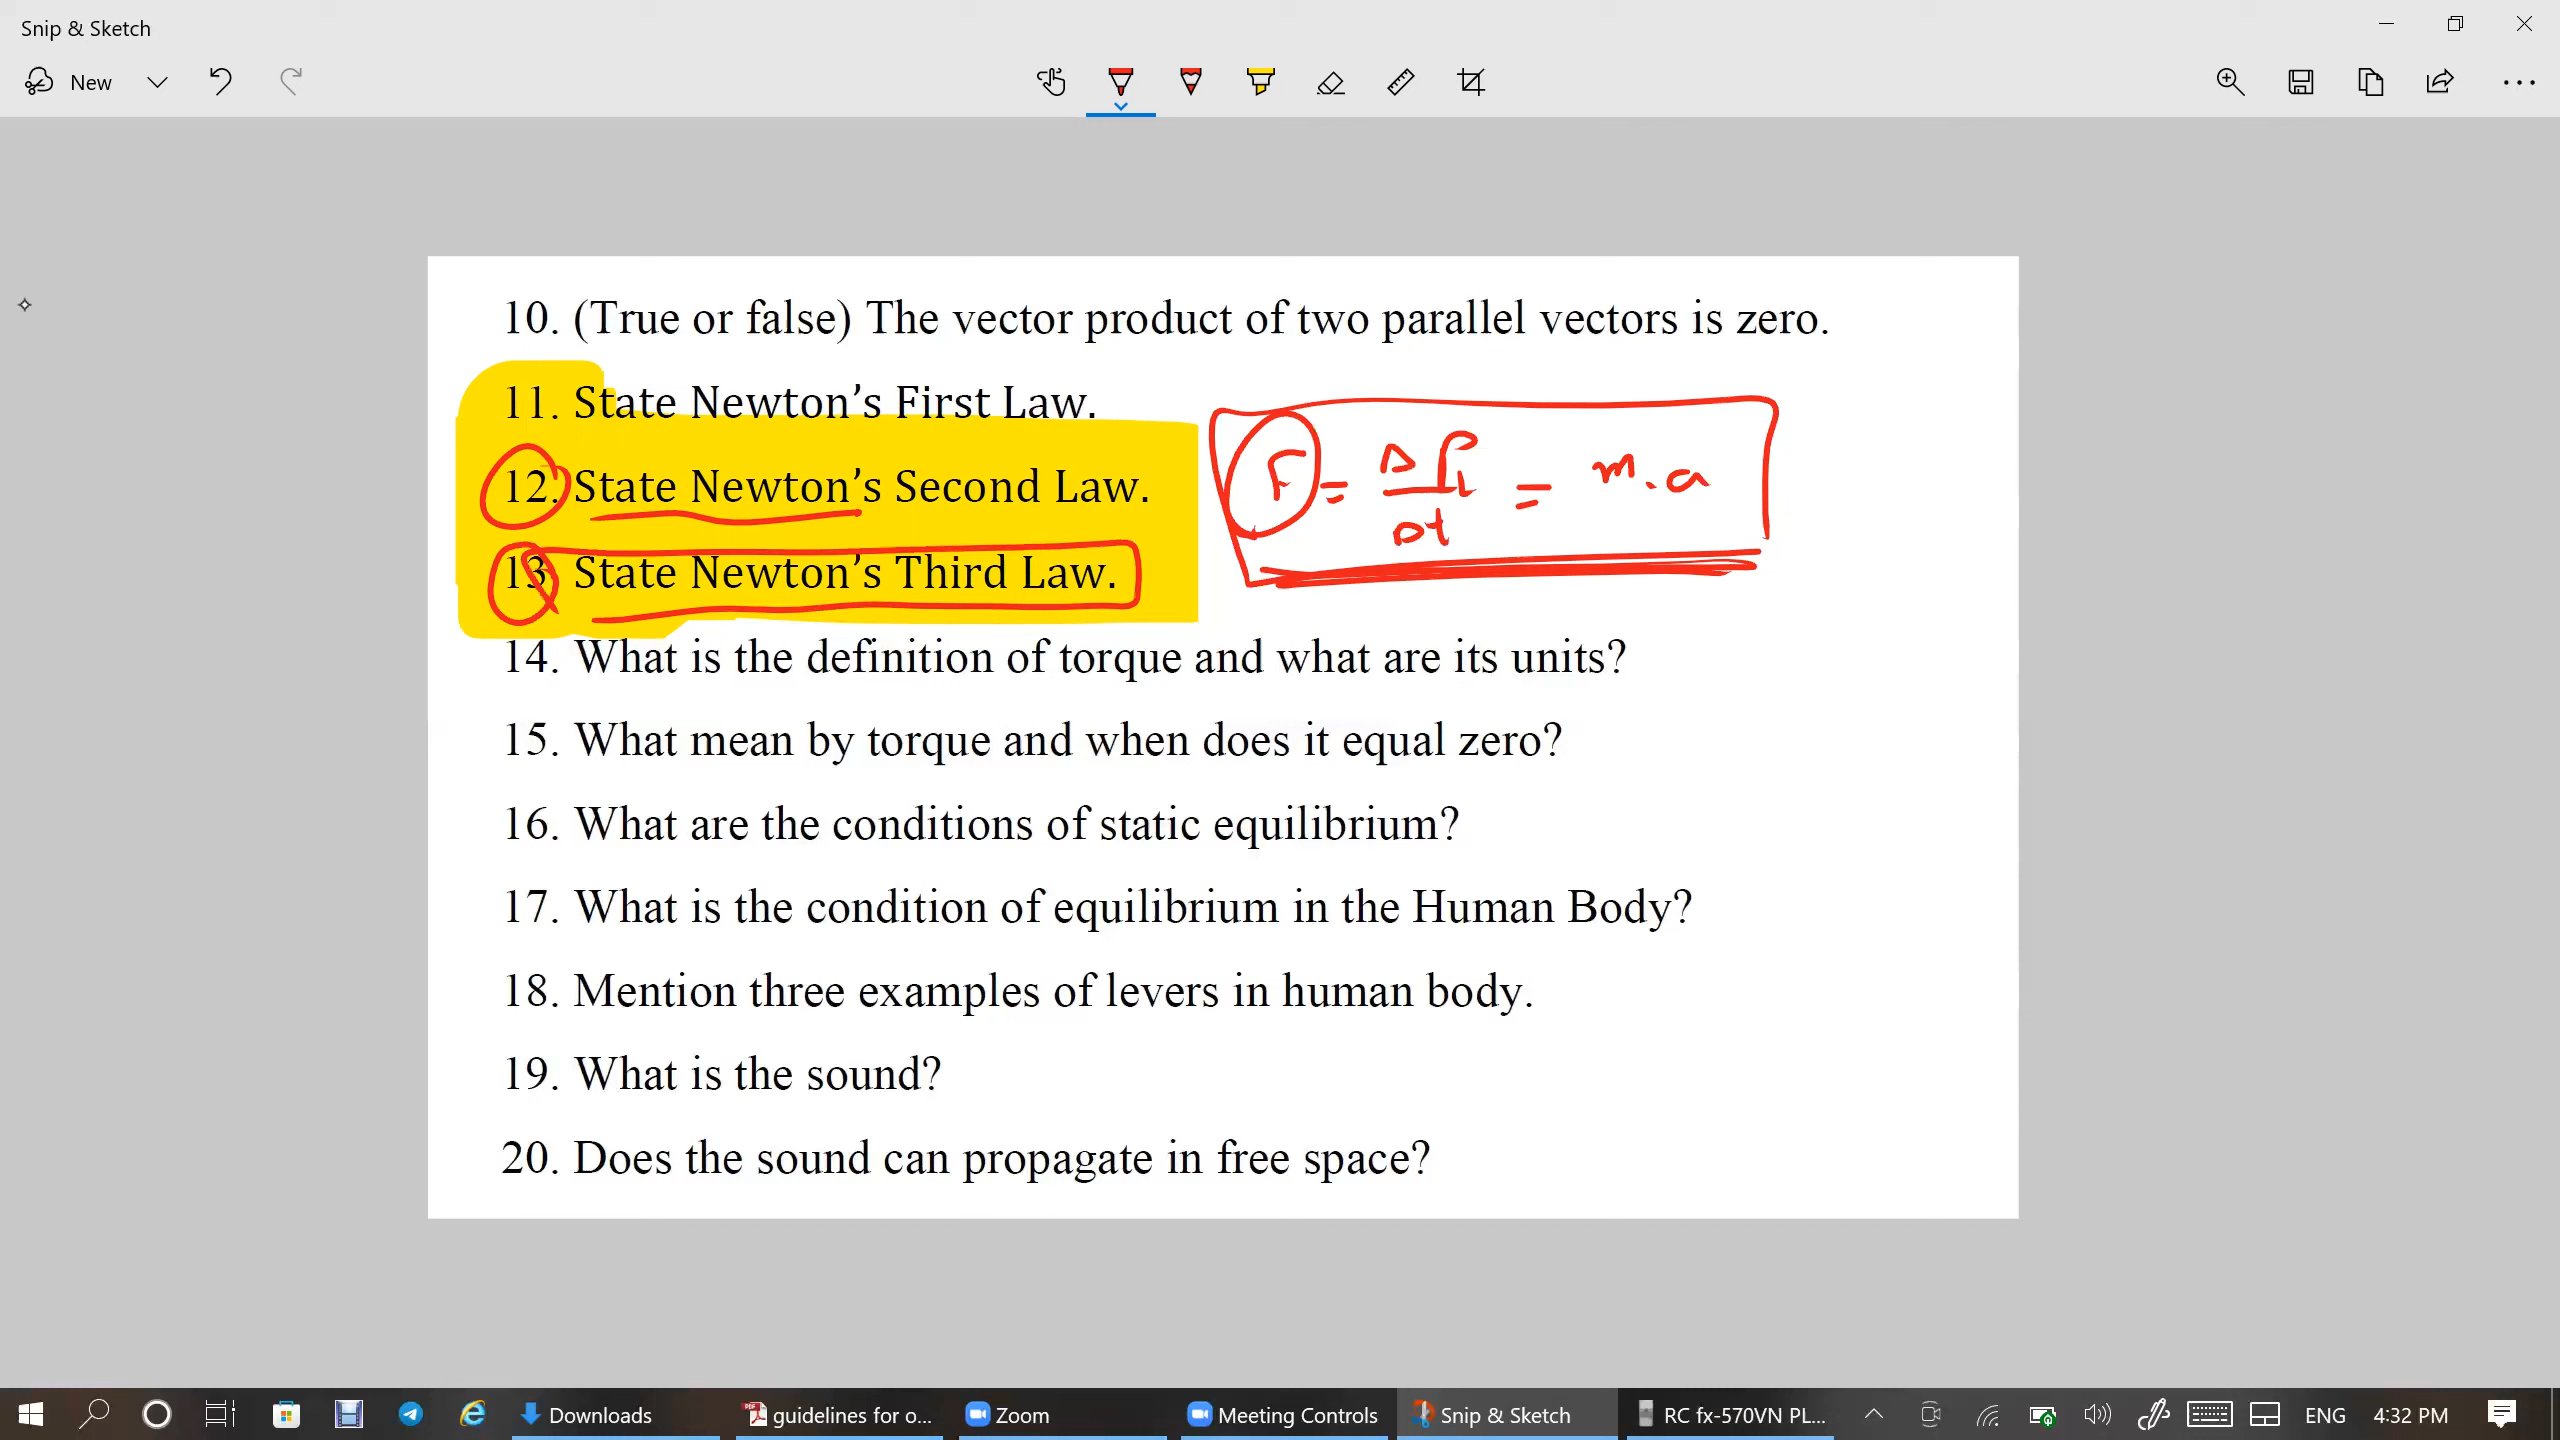 Snip & Sketch
New
10. (True or false) The vector product of two parallel vectors is zero.
11. State Newton’s First Law.
12. State Newton’s Second Law.
13. State Newton’s Third Law.
F = ΔP / Δt = m.a
14. What is the definition of torque and what are its units?
15. What mean by torque and when does it equal zero?
16. What are the conditions of static equilibrium?
17. What is the condition of equilibrium in the Human Body?
18. Mention three examples of levers in human body.
19. What is the sound?
20. Does the sound can propagate in free space?
Downloads guidelines for o... Zoom Meeting Controls Snip & Sketch RC fx-570VN PL... ENG 4:32 PM